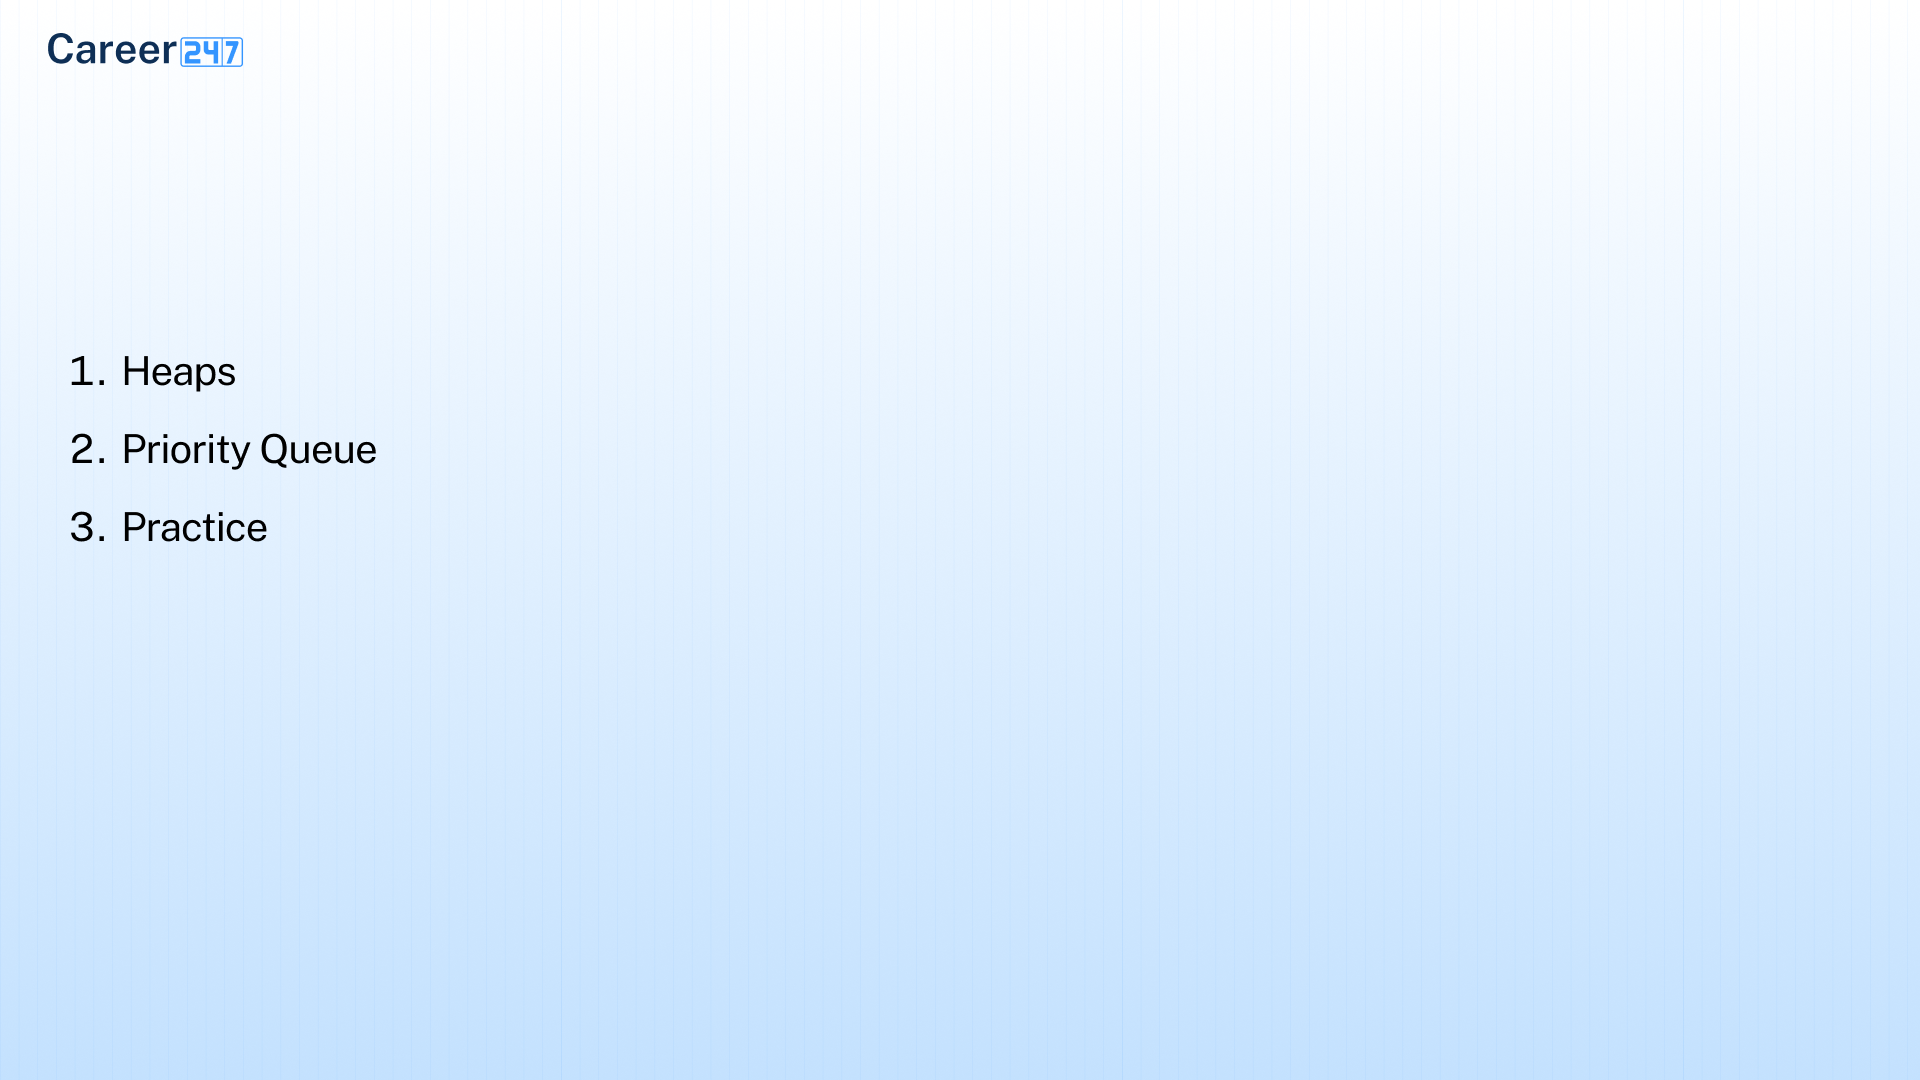 Career247
1. Heaps
2. Priority Queue
3. Practice